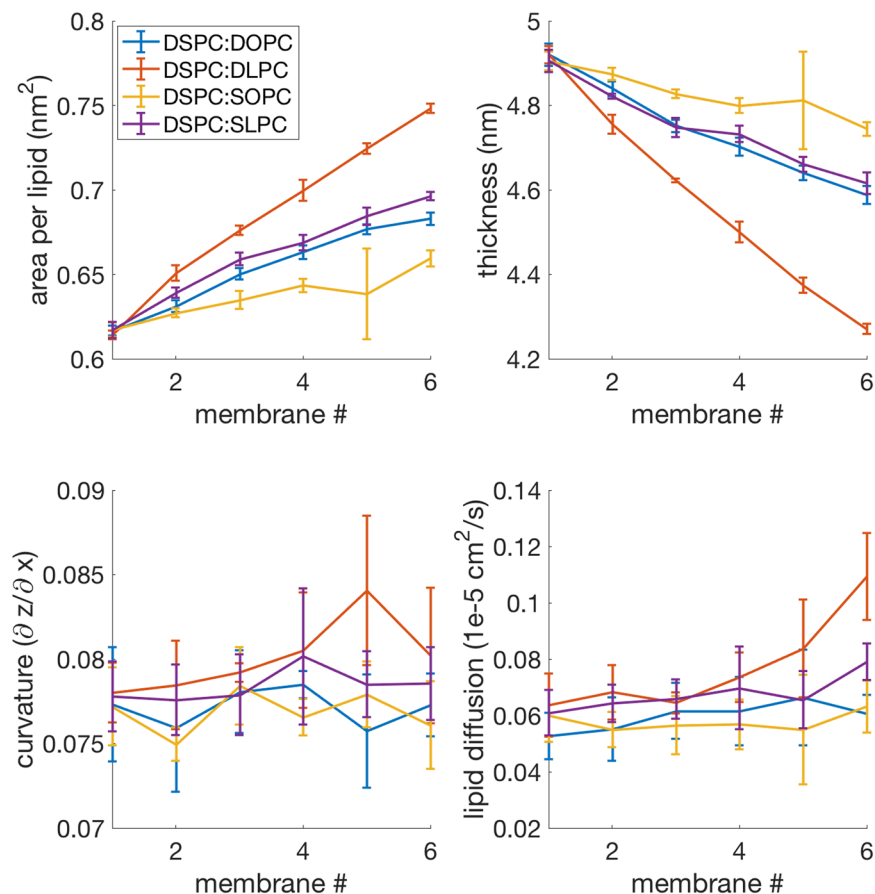 0.8
0.75
0.7
0.65
0.6
area per lipid (nm²)
DSPC:DOPC
DSPC:DLPC
DSPC:SOPC
DSPC:SLPC
2 4 6
membrane #
5
4.8
4.6
4.4
4.2
thickness (nm)
2 4 6
membrane #
0.09
0.085
0.08
0.075
0.07
curvature (∂ z/∂ x)
2 4 6
membrane #
0.14
0.12
0.1
0.08
0.06
0.04
0.02
lipid diffusion (1e-5 cm²/s)
2 4 6
membrane #